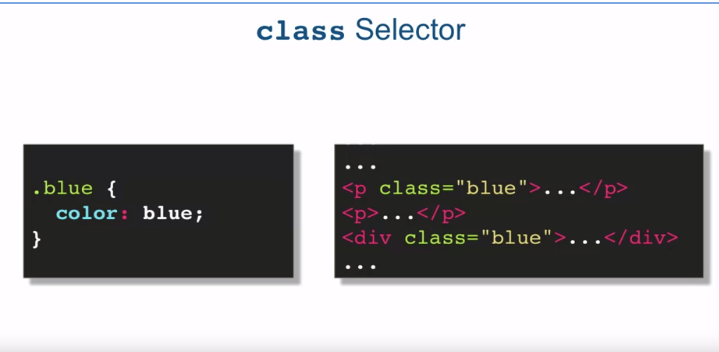 class Selector
.blue {
  color: blue;
}
...
<p class="blue">...</p>
<p>...</p>
<div class="blue">...</div>
...